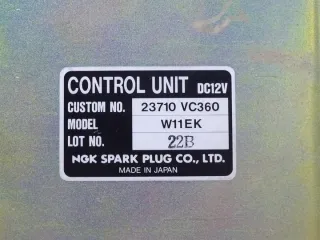 CONTROL UNIT DC12V
CUSTOM NO. 23710 VC360
MODEL W11EK
LOT NO. 22B
NGK SPARK PLUG CO., LTD.
MADE IN JAPAN